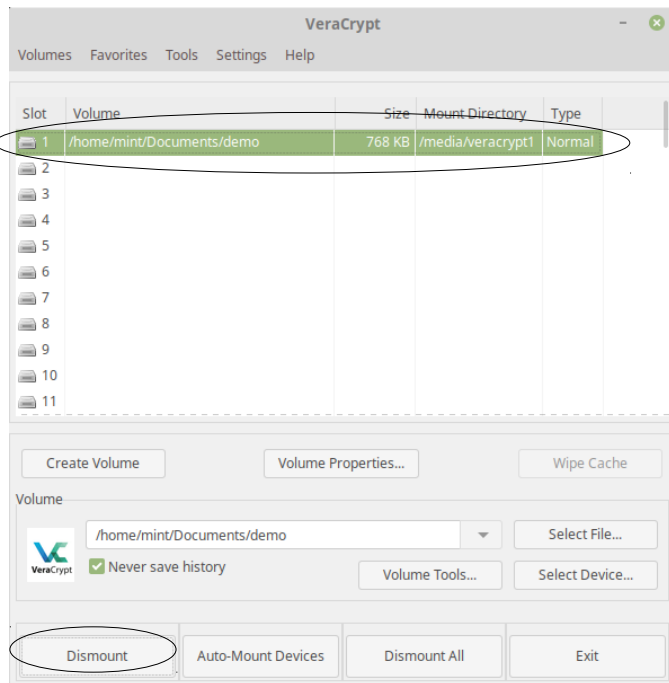 VeraCrypt
Volumes Favorites Tools Settings Help
Slot Volume Size Mount Directory Type
1 /home/mint/Documents/demo 768 KB /media/veracrypt1 Normal
2
3
4
5
6
7
8
9
10
11
Create Volume Volume Properties... Wipe Cache
Volume
/home/mint/Documents/demo Select File...
VeraCrypt Never save history Volume Tools... Select Device...
Dismount Auto-Mount Devices Dismount All Exit